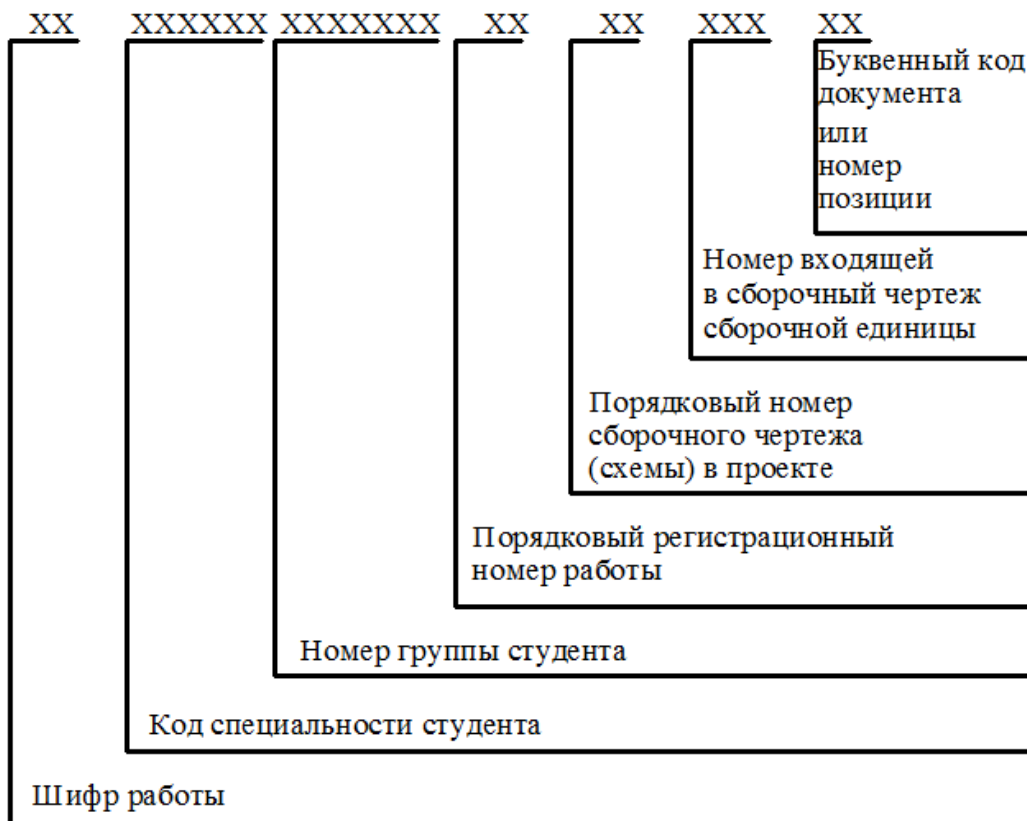 XX XXXXXX XXXXXXX XX XX XXX XX
Буквенный код
документа
или
номер
позиции
Номер входящей
в сборочный чертеж
сборочной единицы
Порядковый номер
сборочного чертежа
(схемы) в проекте
Порядковый регистрационный
номер работы
Номер группы студента
Код специальности студента
Шифр работы